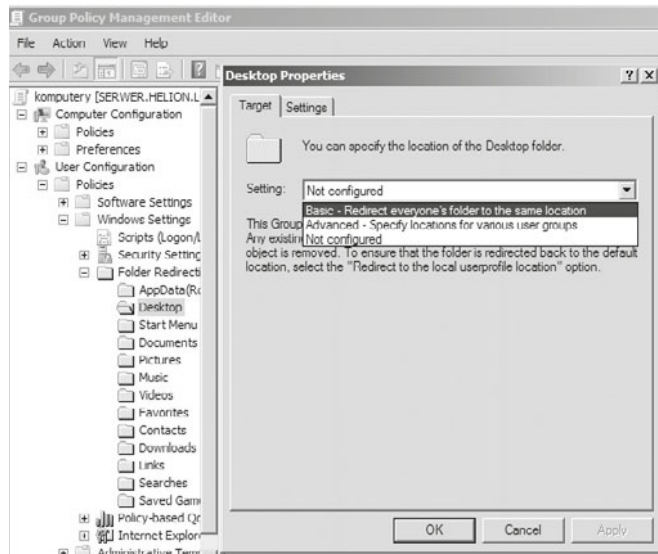 Group Policy Management Editor
File Action View Help
komputery [SERWER.HELION.L
Computer Configuration
Policies
Preferences
User Configuration
Policies
Software Settings
Windows Settings
Scripts (Logon/L
Security Setting
Folder Redirecti
AppData(Ro
Desktop
Start Menu
Documents
Pictures
Music
Videos
Favorites
Contacts
Downloads
Links
Searches
Saved Gam
Policy-based Qo
Internet Explor
Administrative Temp
Desktop Properties
Target Settings
You can specify the location of the Desktop folder.
Setting: Not configured
Basic - Redirect everyone's folder to the same location
Advanced - Specify locations for various user groups
Not configured
This Group
Any existin
object is removed. To ensure that the folder is redirected back to the default
location, select the "Redirect to the local userprofile location" option.
OK Cancel Apply